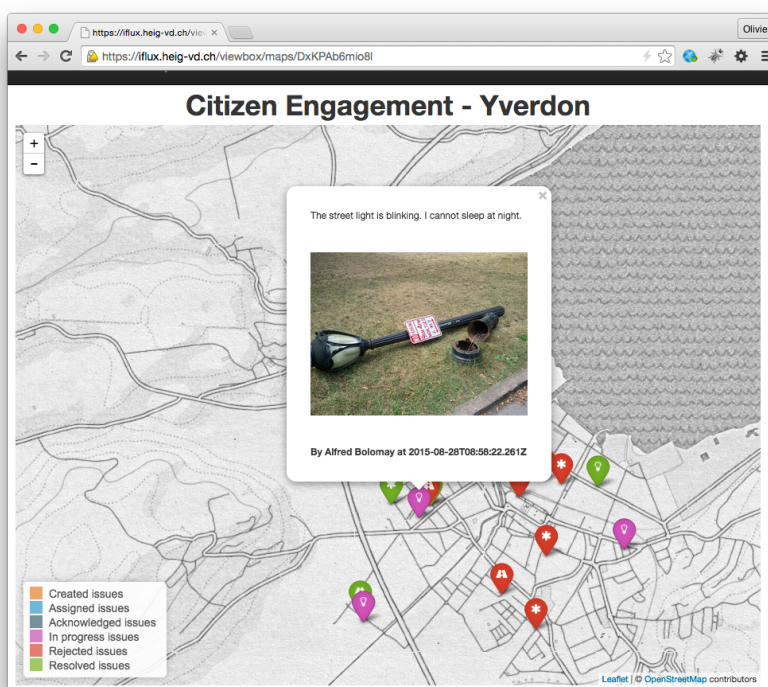 https://iflux.heig-vd.ch/view
Olivie
https://iflux.heig-vd.ch/viewbox/maps/DxKPAb6mio8l
Citizen Engagement - Yverdon
+
-
×
The street light is blinking. I cannot sleep at night.
By Alfred Bolomay at 2015-08-28T08:58:22.261Z
Created issues
Assigned issues
Acknowledged issues
In progress issues
Rejected issues
Resolved issues
Leaflet | © OpenStreetMap contributors